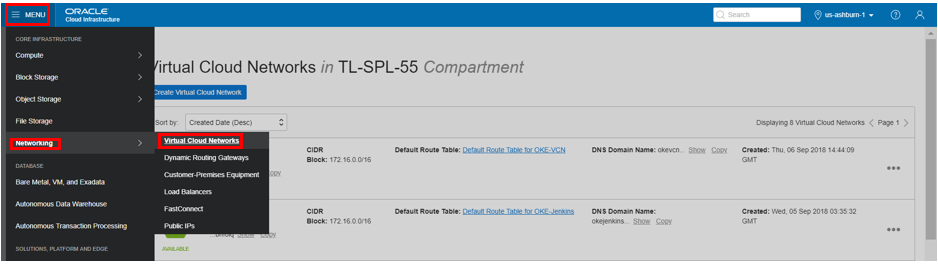 MENU
ORACLE
Cloud Infrastructure
Search
us-ashburn-1
CORE INFRASTRUCTURE
Compute
Block Storage
Object Storage
File Storage
Networking
DATABASE
Bare Metal, VM, and Exadata
Autonomous Data Warehouse
Autonomous Transaction Processing
SOLUTIONS, PLATFORM AND EDGE
Virtual Cloud Networks
Dynamic Routing Gateways
Customer-Premises Equipment
Load Balancers
FastConnect
Public IPs
Virtual Cloud Networks in TL-SPL-55 Compartment
Create Virtual Cloud Network
Sort by: Created Date (Desc)
Displaying 8 Virtual Cloud Networks < Page 1 >
CIDR
Block: 172.16.0.0/16
Default Route Table: Default Route Table for OKE-VCN
DNS Domain Name: okevcn... Show Copy
Created: Thu, 06 Sep 2018 14:44:09
GMT
CIDR
Block: 172.16.0.0/16
Default Route Table: Default Route Table for OKE-Jenkins
DNS Domain Name:
okejenkins... Show Copy
Created: Wed, 05 Sep 2018 03:35:32
GMT
Show Copy
AVAILABLE